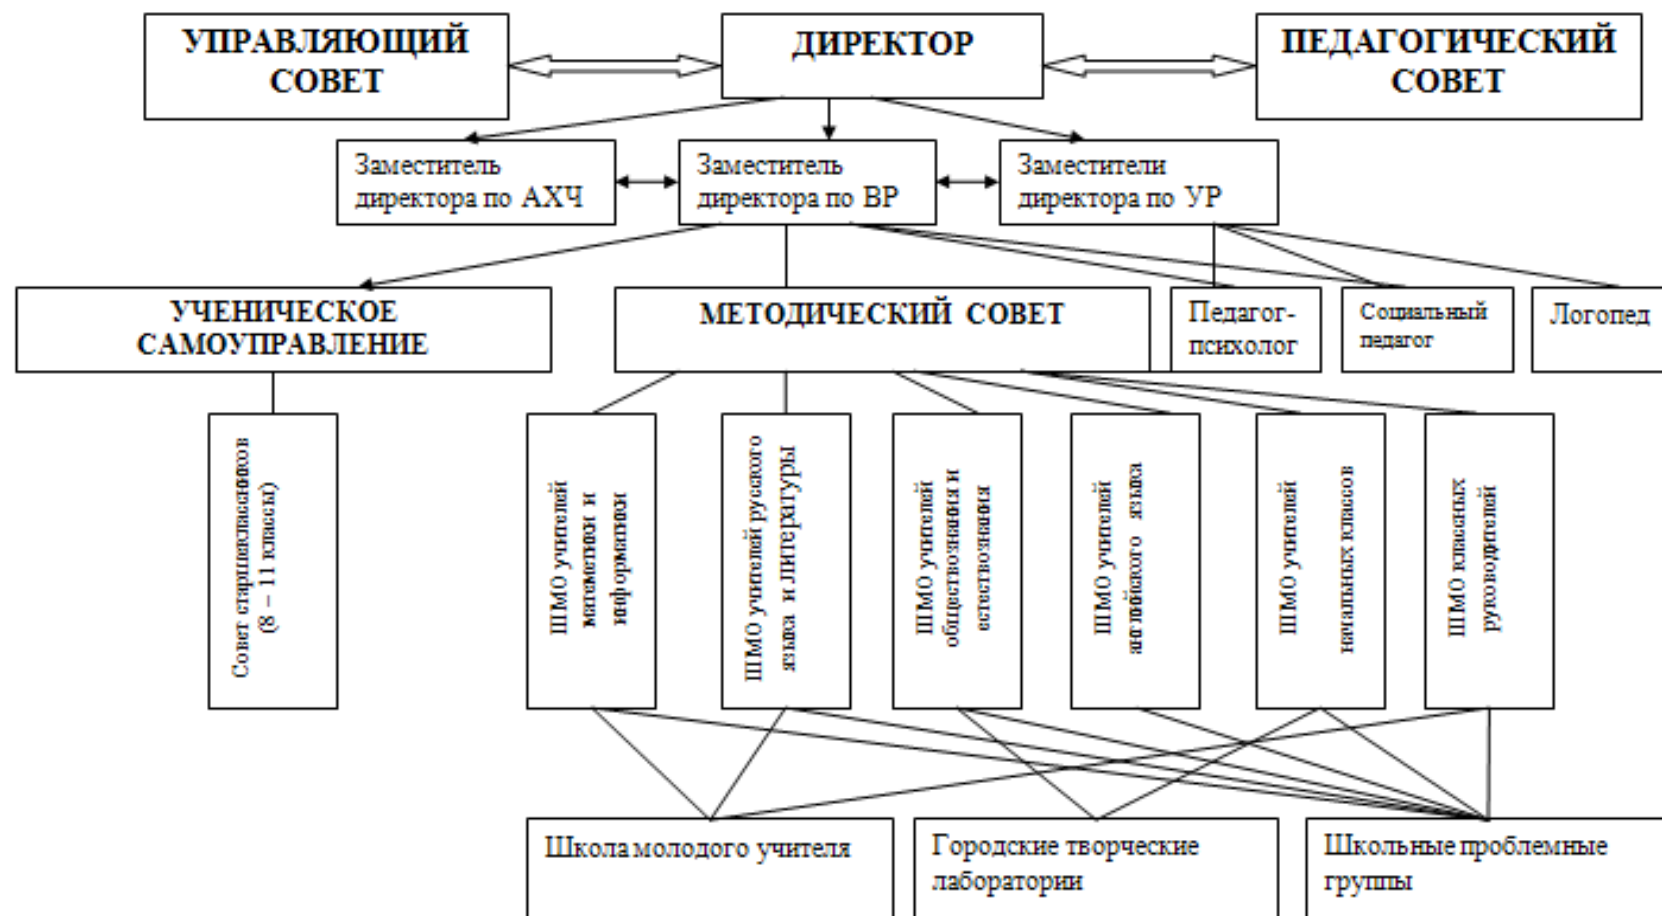 УПРАВЛЯЮЩИЙ
СОВЕТ
ДИРЕКТОР
ПЕДАГОГИЧЕСКИЙ
СОВЕТ
Заместитель
директора по АХЧ
Заместитель
директора по ВР
Заместители
директора по УР
УЧЕНИЧЕСКОЕ
САМОУПРАВЛЕНИЕ
МЕТОДИЧЕСКИЙ СОВЕТ
Педагог-
психолог
Социальный
педагог
Логопед
Совет старшеклассников
(8 – 11 классы)
ШМО учителей
математики и
информатики
ШМО учителей русского
языка и литературы
ШМО учителей
обществознания и
естествознания
ШМО учителей
английского языка
ШМО учителей
начальных классов
ШМО классных
руководителей
Школа молодого учителя
Городские творческие
лаборатории
Школьные проблемные
группы